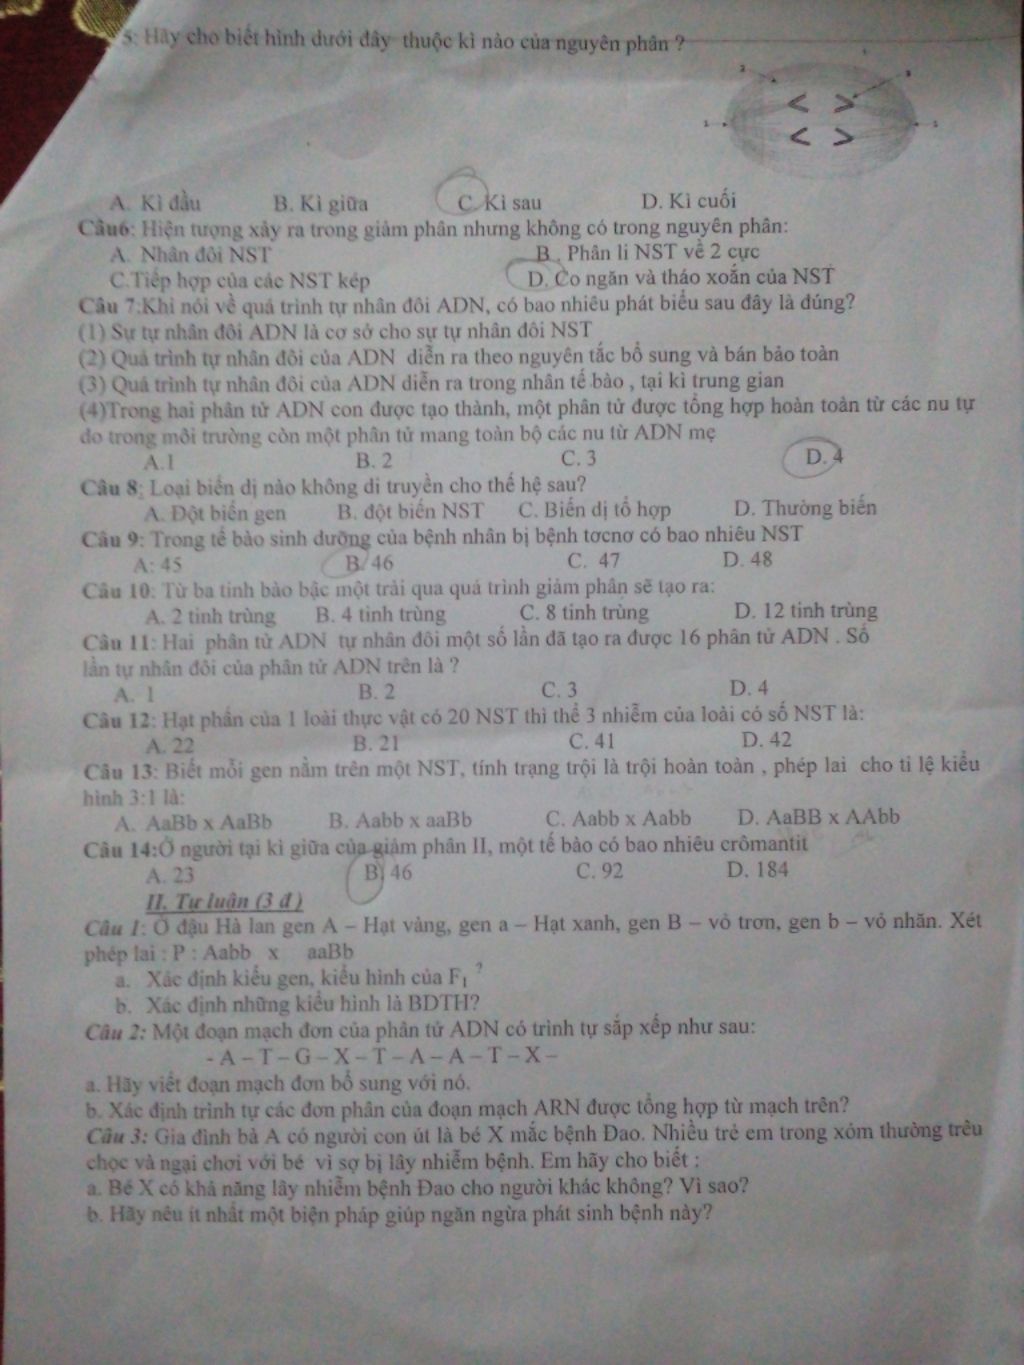 5: Hãy cho biết hình dưới đây thuộc kì nào của nguyên phân ?
A. Kì đầu B. Kì giữa C. Kì sau D. Kì cuối
Câu6: Hiện tượng xảy ra trong giảm phân nhưng không có trong nguyên phân:
A. Nhân đôi NST B . Phân li NST về 2 cực
C.Tiếp hợp của các NST kép D. Co ngắn và tháo xoắn của NST
Câu 7:Khi nói về quá trình tự nhân đôi ADN, có bao nhiêu phát biểu sau đây là đúng?
(1) Sự tự nhân đôi ADN là cơ sở cho sự tự nhân đôi NST
(2) Quá trình tự nhân đôi của ADN diễn ra theo nguyên tắc bổ sung và bán bảo toàn
(3) Quá trình tự nhân đôi của ADN diễn ra trong nhân tế bào , tại kì trung gian
(4)Trong hai phân tử ADN con được tạo thành, một phân tử được tổng hợp hoàn toàn từ các nu tự
do trong môi trường còn một phân tử mang toàn bộ các nu từ ADN mẹ
A.1 B. 2 C. 3 D. 4
Câu 8: Loại biến dị nào không di truyền cho thế hệ sau?
A. Đột biến gen B. đột biến NST C. Biến dị tổ hợp D. Thường biến
Câu 9: Trong tế bào sinh dưỡng của bệnh nhân bị bệnh tơcnơ có bao nhiêu NST
A: 45 B. 46 C. 47 D. 48
Câu 10: Từ ba tinh bào bậc một trải qua quá trình giảm phân sẽ tạo ra:
A. 2 tinh trùng B. 4 tinh trùng C. 8 tinh trùng D. 12 tinh trùng
Câu 11: Hai phân tử ADN tự nhân đôi một số lần đã tạo ra được 16 phân tử ADN . Số
lần tự nhân đôi của phân tử ADN trên là ?
A. 1 B. 2 C. 3 D. 4
Câu 12: Hạt phấn của 1 loài thực vật có 20 NST thì thể 3 nhiễm của loài có số NST là:
A. 22 B. 21 C. 41 D. 42
Câu 13: Biết mỗi gen nằm trên một NST, tính trạng trội là trội hoàn toàn , phép lai cho tỉ lệ kiểu
hình 3:1 là:
A. AaBb x AaBb B. Aabb x aaBb C. Aabb x Aabb D. AaBB x AAbb
Câu 14:Ở người tại kì giữa của giảm phân II, một tế bào có bao nhiêu crômantit
A. 23 B) 46 C. 92 D. 184
II. Tự luận (3 đ)
Câu 1: Ở đậu Hà lan gen A – Hạt vàng, gen a – Hạt xanh, gen B – vỏ trơn, gen b – vỏ nhăn. Xét
phép lai : P : Aabb x aaBb
a. Xác định kiểu gen, kiểu hình của F1 ?
b. Xác định những kiểu hình là BDTH?
Câu 2: Một đoạn mạch đơn của phân tử ADN có trình tự sắp xếp như sau:
- A – T – G – X – T – A – A – T – X –
a. Hãy viết đoạn mạch đơn bổ sung với nó.
b. Xác định trình tự các đơn phân của đoạn mạch ARN được tổng hợp từ mạch trên?
Câu 3: Gia đình bà A có người con út là bé X mắc bệnh Đao. Nhiều trẻ em trong xóm thường trêu
chọc và ngại chơi với bé vì sợ bị lây nhiễm bệnh. Em hãy cho biết :
a. Bé X có khả năng lây nhiễm bệnh Đao cho người khác không? Vì sao?
b. Hãy nêu ít nhất một biện pháp giúp ngăn ngừa phát sinh bệnh này?